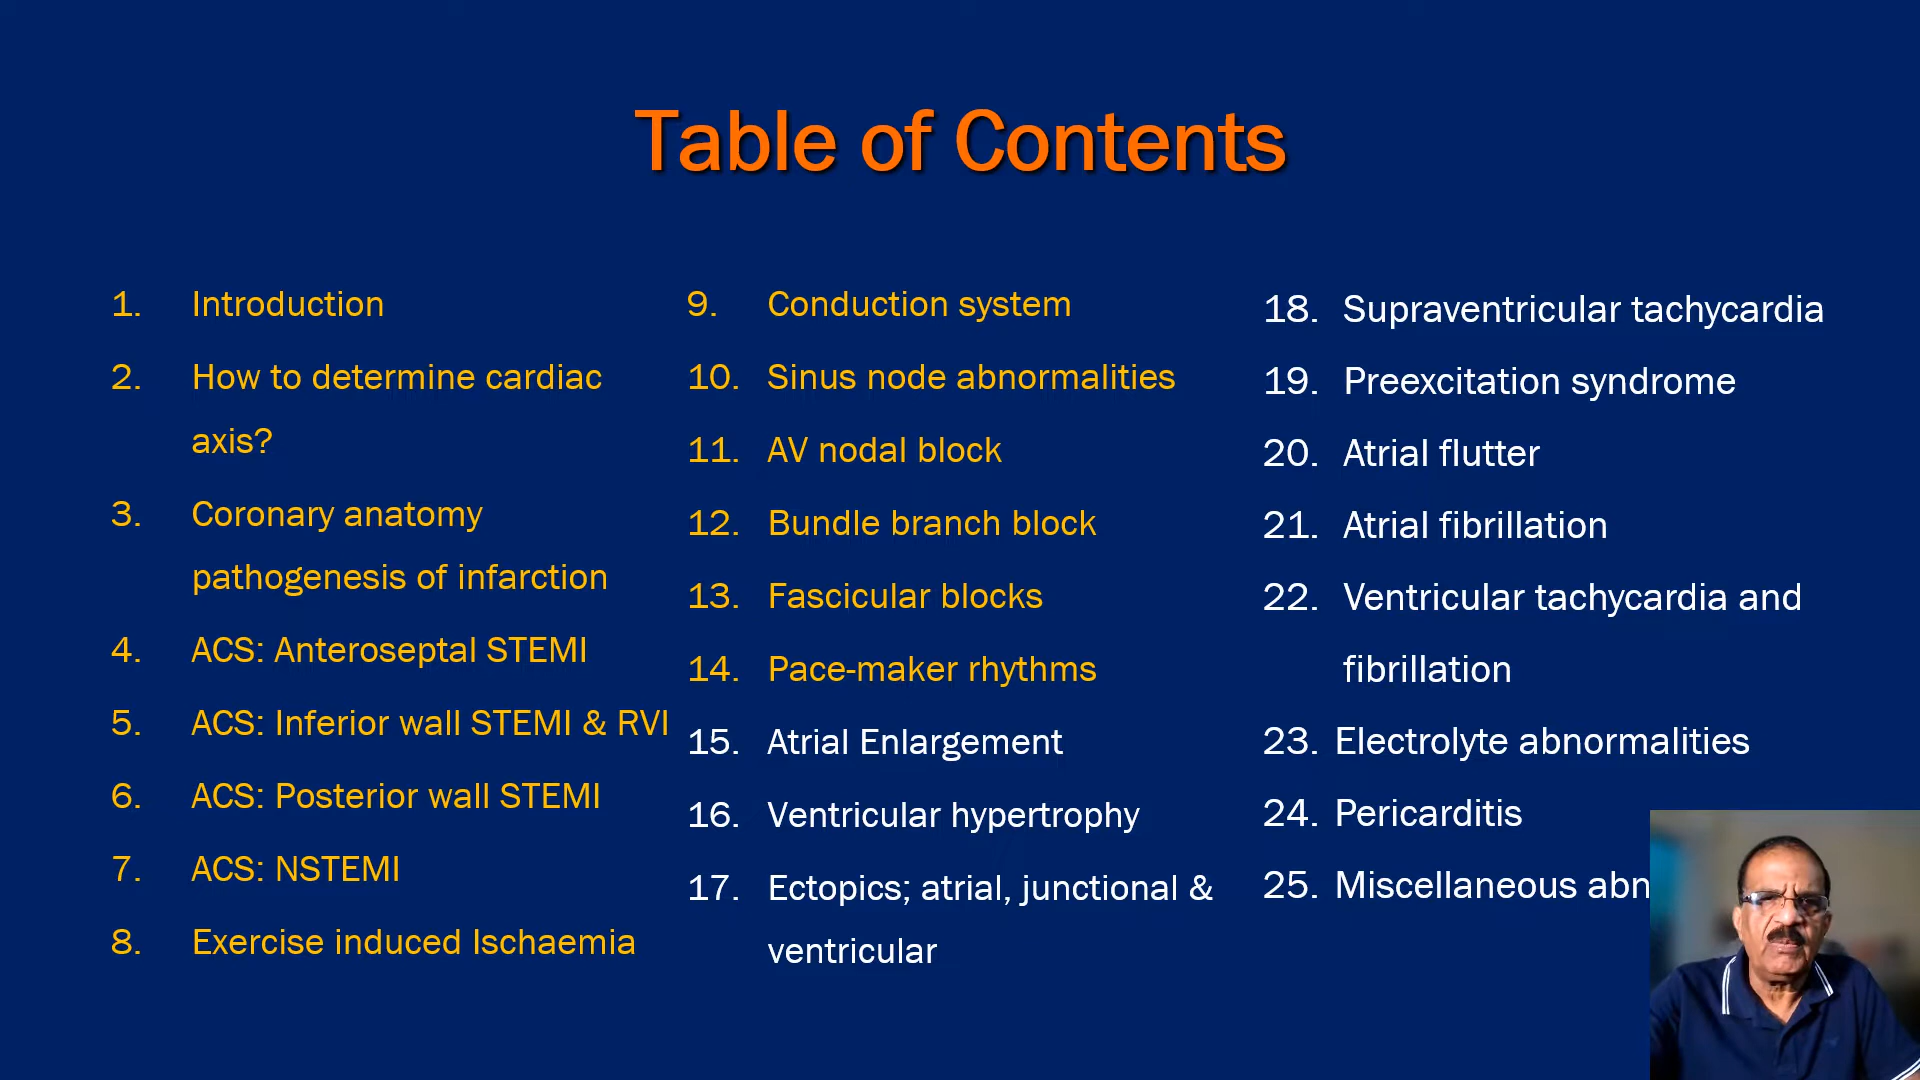 Table of Contents
1. Introduction
2. How to determine cardiac
axis?
3. Coronary anatomy
pathogenesis of infarction
4. ACS: Anteroseptal STEMI
5. ACS: Inferior wall STEMI & RVI
6. ACS: Posterior wall STEMI
7. ACS: NSTEMI
8. Exercise induced Ischaemia
9. Conduction system
10. Sinus node abnormalities
11. AV nodal block
12. Bundle branch block
13. Fascicular blocks
14. Pace-maker rhythms
15. Atrial Enlargement
16. Ventricular hypertrophy
17. Ectopics; atrial, junctional &
ventricular
18. Supraventricular tachycardia
19. Preexcitation syndrome
20. Atrial flutter
21. Atrial fibrillation
22. Ventricular tachycardia and
fibrillation
23. Electrolyte abnormalities
24. Pericarditis
25. Miscellaneous